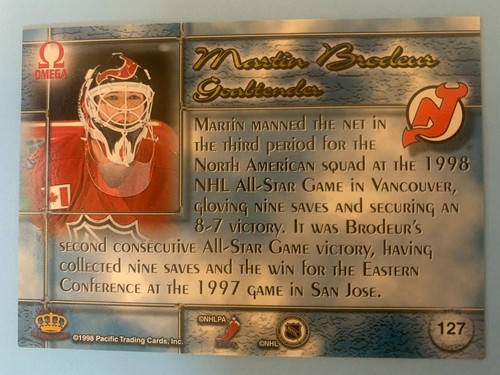 Ω
OMEGA
Martin Brodeur
Goaltender
NJ
MARTIN MANNED THE NET IN
THE THIRD PERIOD FOR THE
NORTH AMERICAN SQUAD AT THE 1998
NHL ALL-STAR GAME IN VANCOUVER,
GLOVING NINE SAVES AND SECURING AN
8-7 VICTORY. IT WAS BRODEUR'S
SECOND CONSECUTIVE ALL-STAR GAME VICTORY, HAVING
COLLECTED NINE SAVES AND THE WIN FOR THE EASTERN
CONFERENCE AT THE 1997 GAME IN SAN JOSE.
©1998 Pacific Trading Cards, Inc.
©NHLPA
©NHL
127